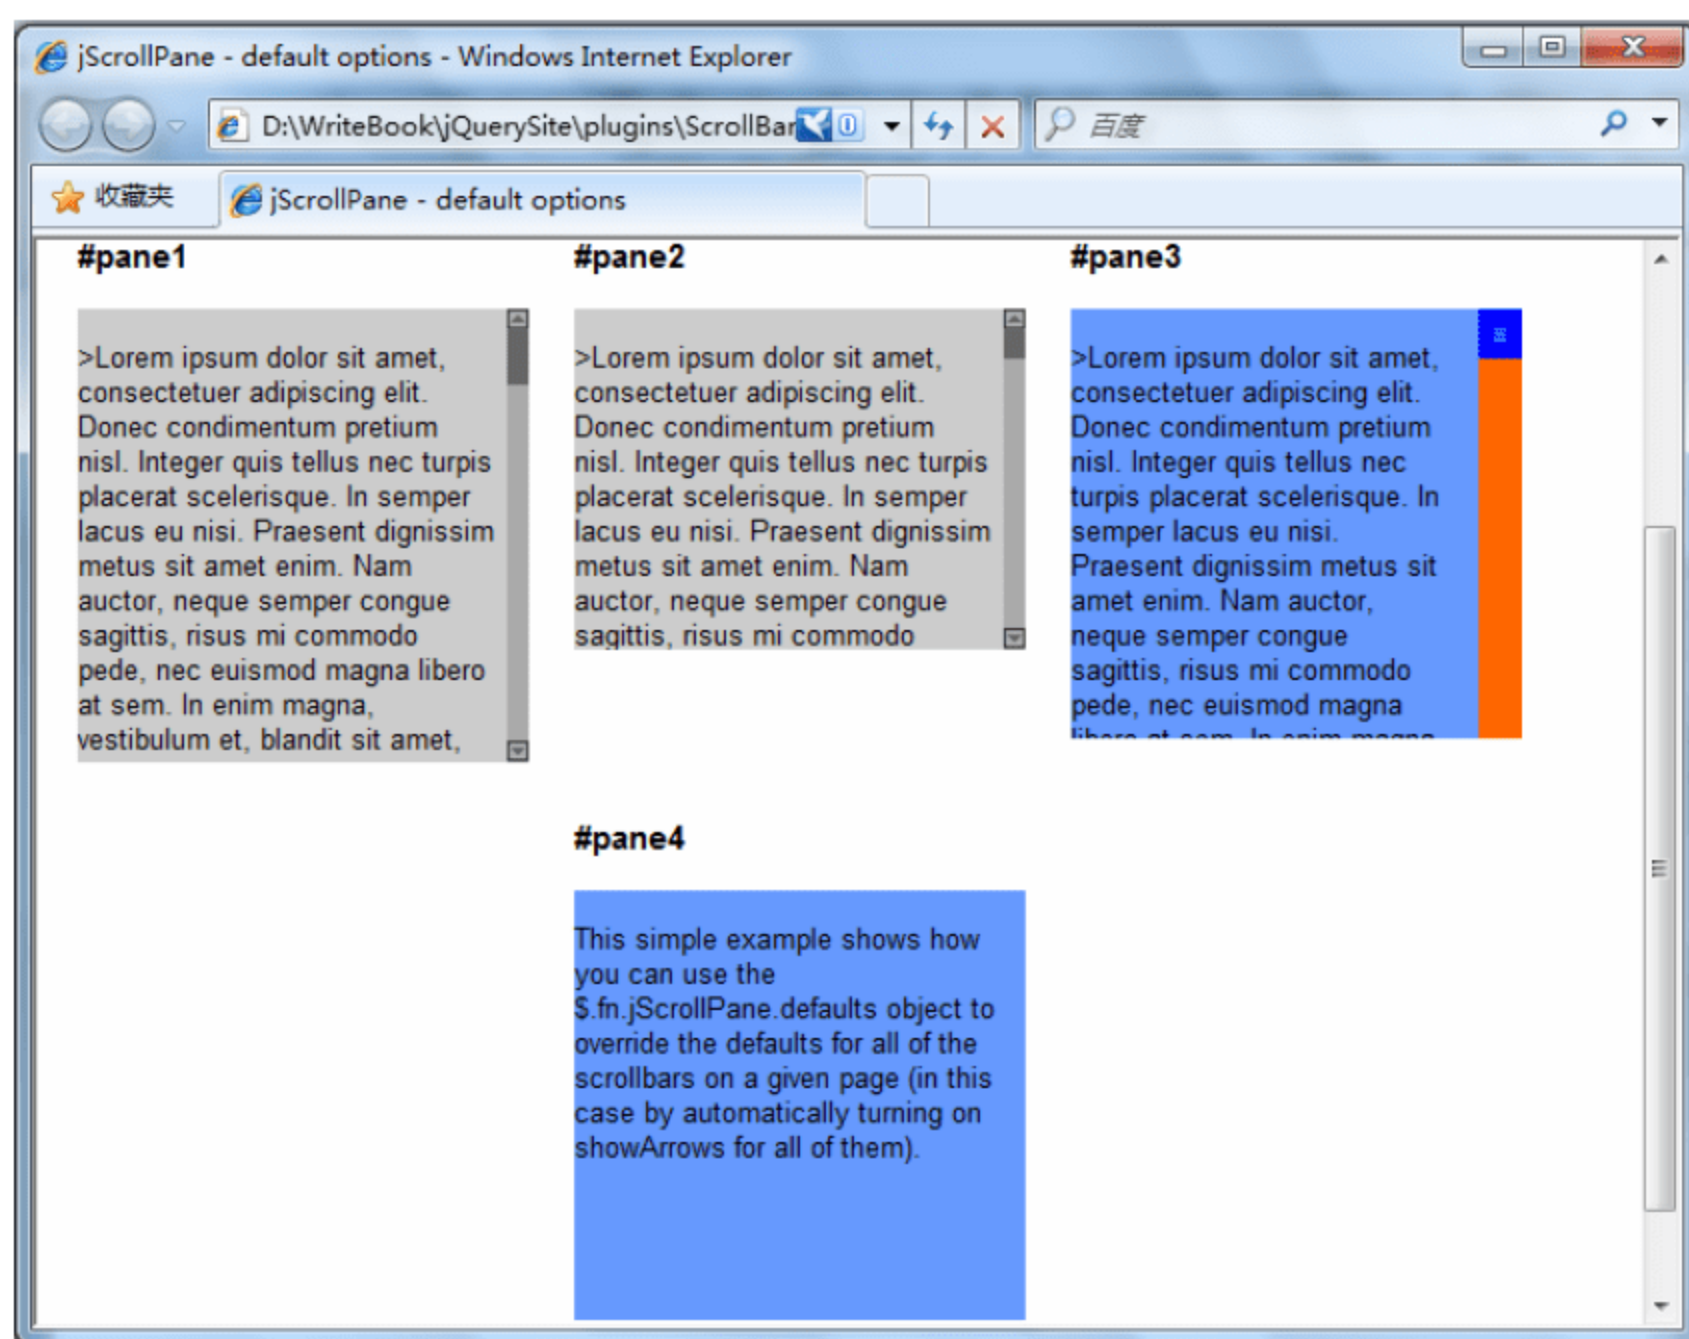 jScrollPane - default options - Windows Internet Explorer
D:\WriteBook\jQuerySite\plugins\ScrollBar 0
百度
收藏夹
jScrollPane - default options
#pane1
>Lorem ipsum dolor sit amet,
consectetuer adipiscing elit.
Donec condimentum pretium
nisl. Integer quis tellus nec turpis
placerat scelerisque. In semper
lacus eu nisi. Praesent dignissim
metus sit amet enim. Nam
auctor, neque semper congue
sagittis, risus mi commodo
pede, nec euismod magna libero
at sem. In enim magna,
vestibulum et, blandit sit amet,
#pane2
>Lorem ipsum dolor sit amet,
consectetuer adipiscing elit.
Donec condimentum pretium
nisl. Integer quis tellus nec turpis
placerat scelerisque. In semper
lacus eu nisi. Praesent dignissim
metus sit amet enim. Nam
auctor, neque semper congue
sagittis, risus mi commodo
#pane3
>Lorem ipsum dolor sit amet,
consectetuer adipiscing elit.
Donec condimentum pretium
nisl. Integer quis tellus nec
turpis placerat scelerisque. In
semper lacus eu nisi.
Praesent dignissim metus sit
amet enim. Nam auctor,
neque semper congue
sagittis, risus mi commodo
pede, nec euismod magna
libero at sem. In enim magna
#pane4
This simple example shows how
you can use the
$.fn.jScrollPane.defaults object to
override the defaults for all of the
scrollbars on a given page (in this
case by automatically turning on
showArrows for all of them).